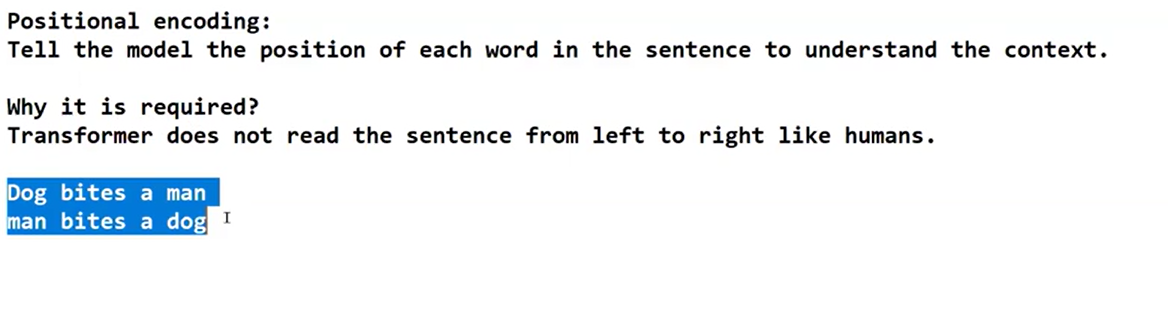 Positional encoding:
Tell the model the position of each word in the sentence to understand the context.
Why it is required?
Transformer does not read the sentence from left to right like humans.
Dog bites a man
man bites a dog